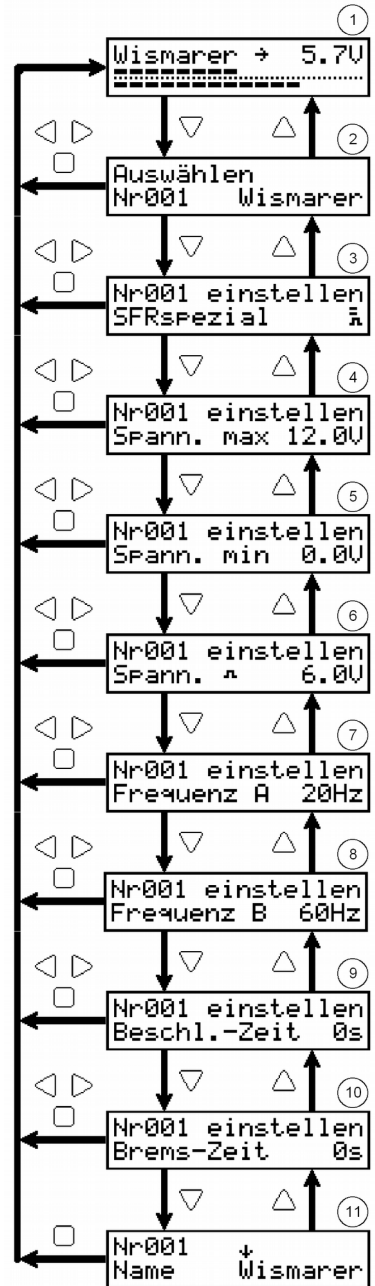 1
Wismarer → 5.7V
2
Auswählen
Nr001 Wismarer
3
Nr001 einstellen
SFRspezial
4
Nr001 einstellen
Spann. max 12.0V
5
Nr001 einstellen
Spann. min 0.0V
6
Nr001 einstellen
Spann. 6.0V
7
Nr001 einstellen
Frequenz A 20Hz
8
Nr001 einstellen
Frequenz B 60Hz
9
Nr001 einstellen
Beschl.-Zeit 0s
10
Nr001 einstellen
Brems-Zeit 0s
11
Nr001 ↓
Name Wismarer